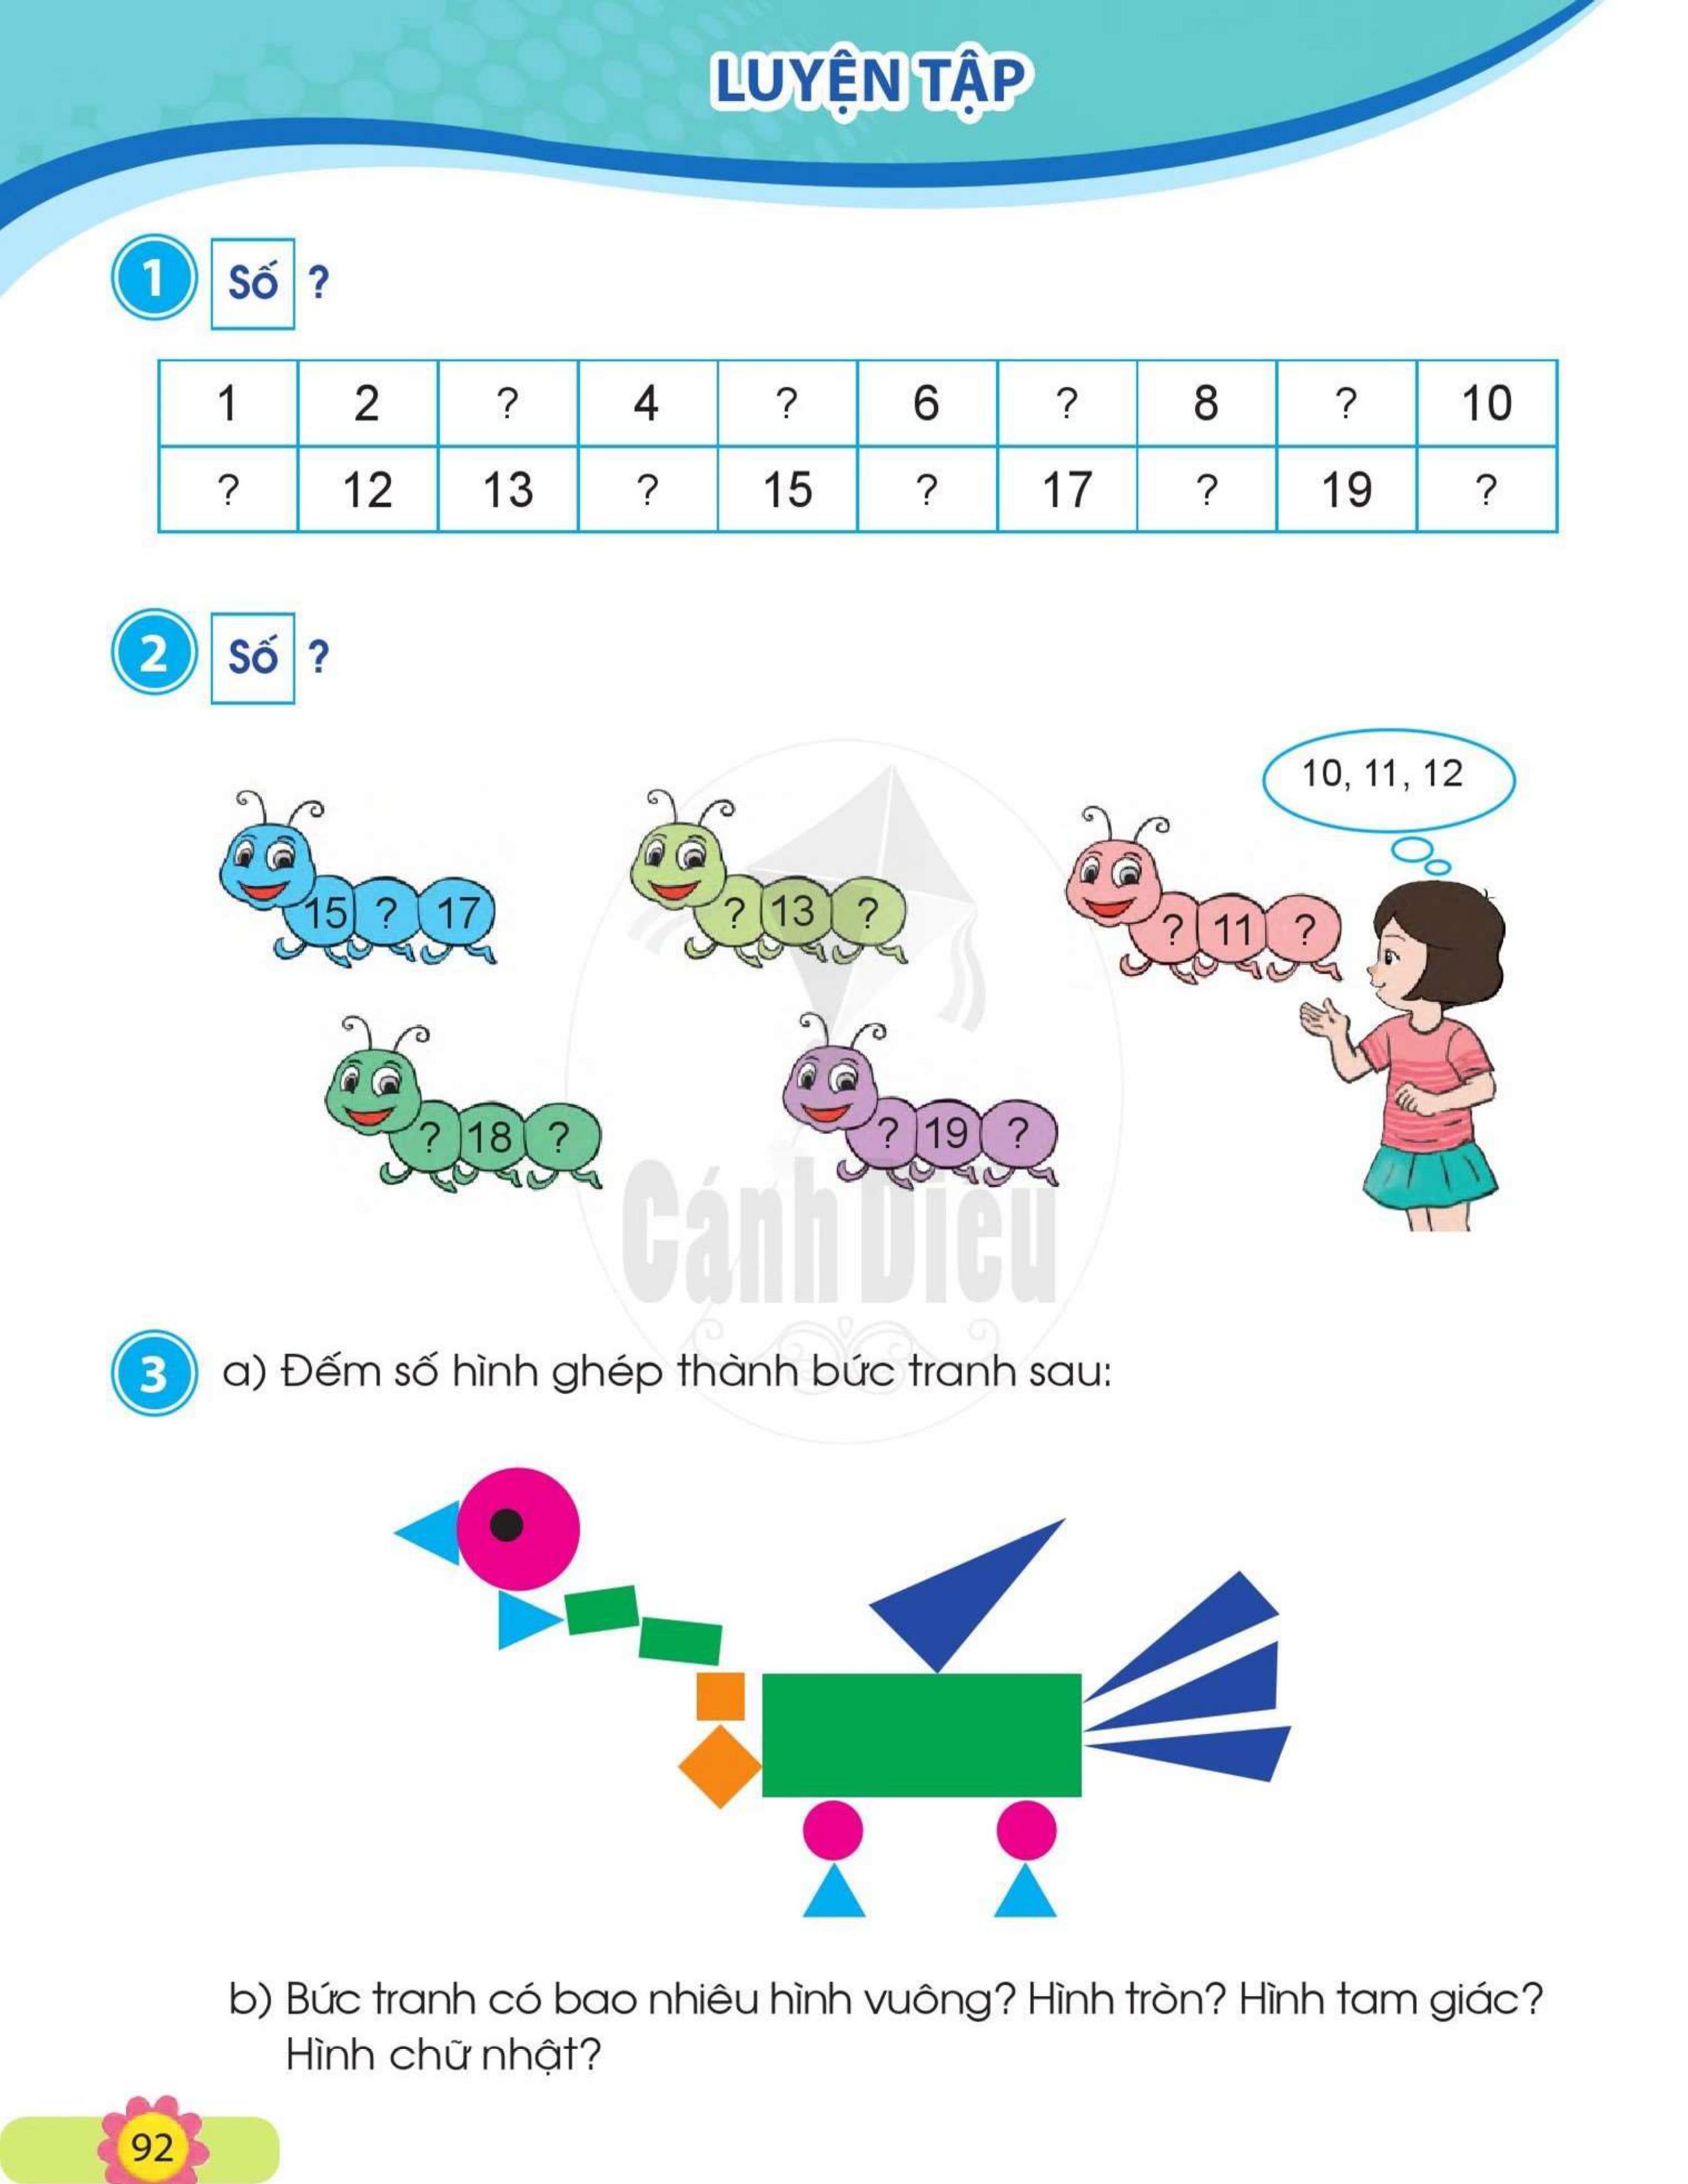 LUYỆN TẬP
1 Số ?
1 2 ? 4 ? 6 ? 8 ? 10
? 12 13 ? 15 ? 17 ? 19 ?
2 Số ?
10, 11, 12
15 ? 17
? 13 ?
? 11 ?
? 18 ?
? 19 ?
Cánh Diều
3 a) Đếm số hình ghép thành bức tranh sau:
b) Bức tranh có bao nhiêu hình vuông? Hình tròn? Hình tam giác?
Hình chữ nhật?
92